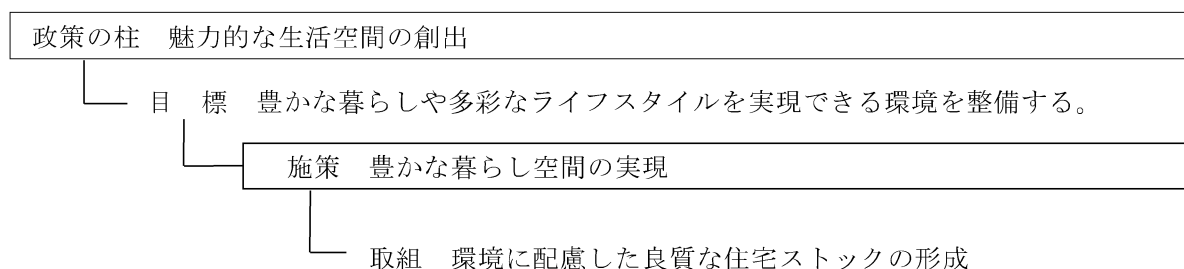 政策の柱　魅力的な生活空間の創出
目　標　豊かな暮らしや多彩なライフスタイルを実現できる環境を整備する。
施策　豊かな暮らし空間の実現
取組　環境に配慮した良質な住宅ストックの形成